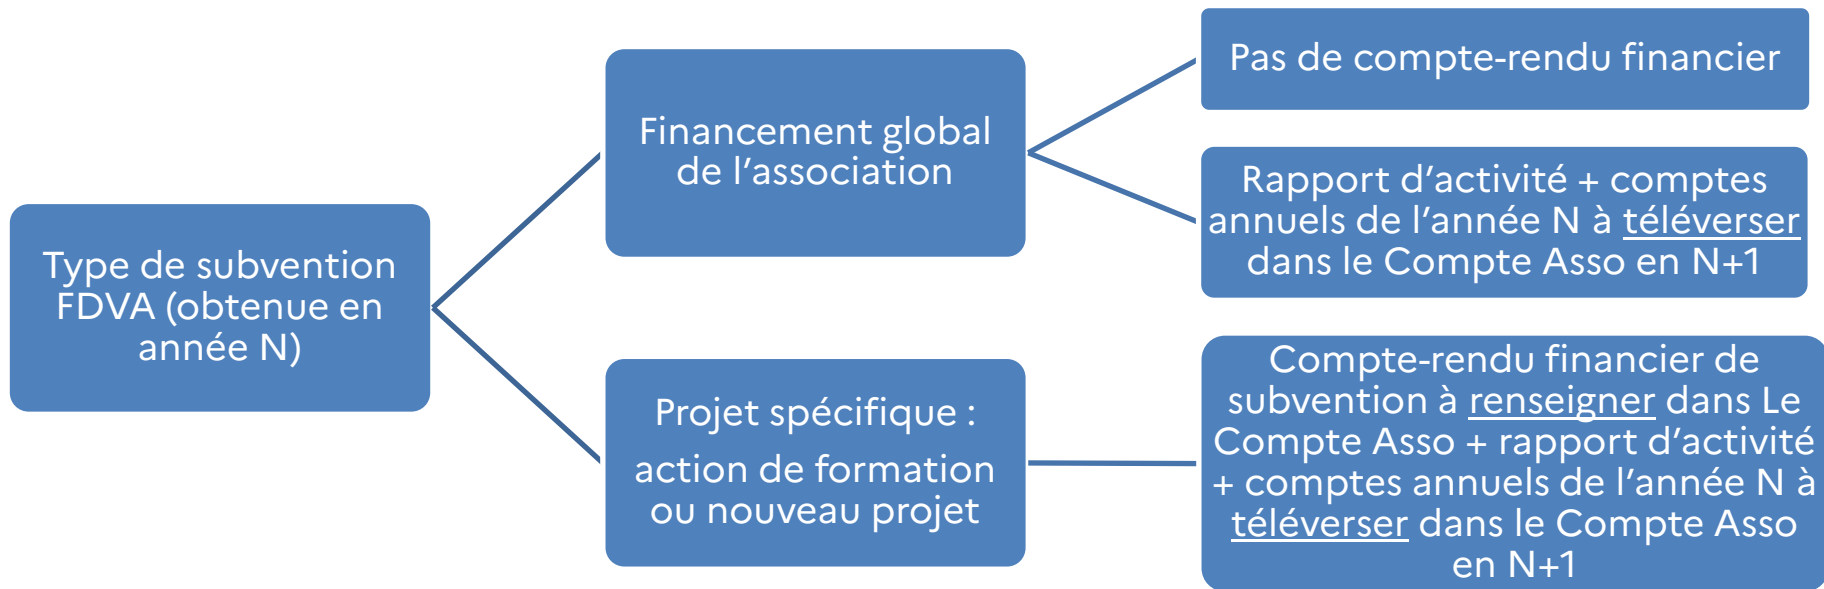 Type de subvention
FDVA (obtenue en
année N)
Financement global
de l’association
Pas de compte-rendu financier
Rapport d’activité + comptes
annuels de l’année N à téléverser
dans le Compte Asso en N+1
Projet spécifique :
action de formation
ou nouveau projet
Compte-rendu financier de
subvention à renseigner dans Le
Compte Asso + rapport d’activité
+ comptes annuels de l’année N à
téléverser dans le Compte Asso
en N+1